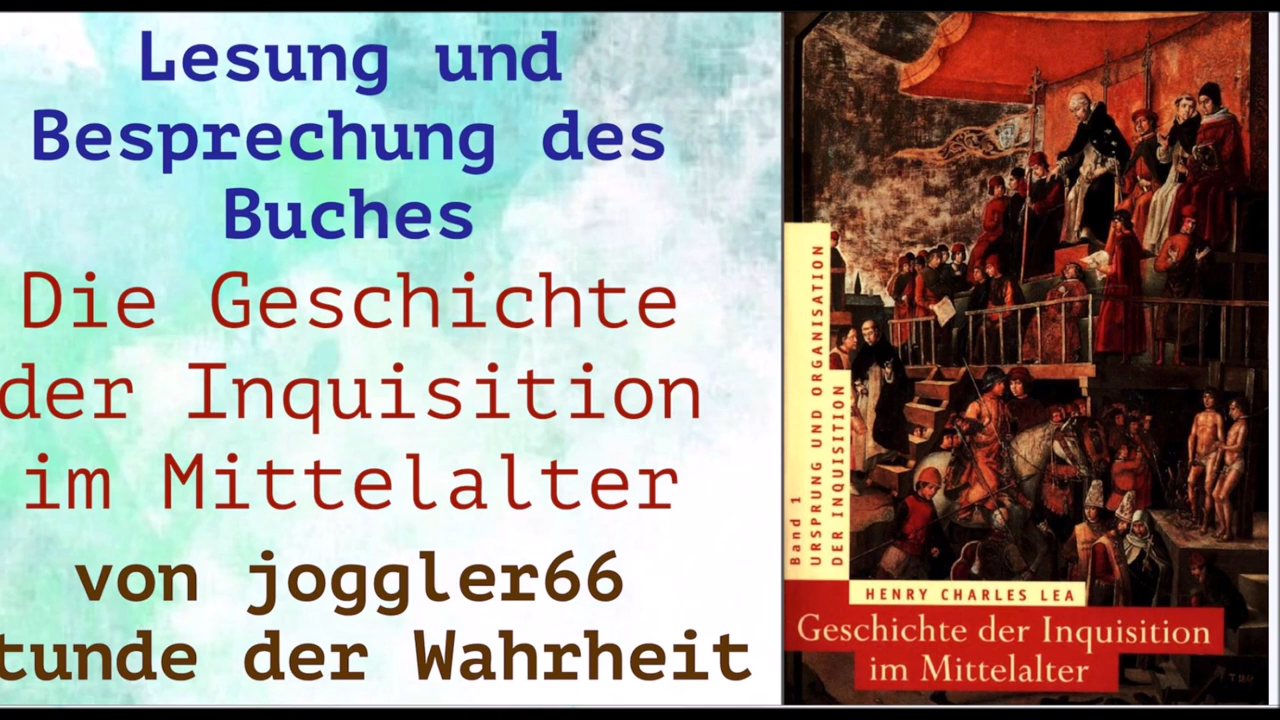 Lesung und
Besprechung des
Buches
Die Geschichte
der Inquisition
im Mittelalter
von joggler66
tunde der Wahrheit
Band 1
URSPRUNG UND ORGANISATION
DER INQUISITION
HENRY CHARLES LEA
Geschichte der Inquisition
im Mittelalter